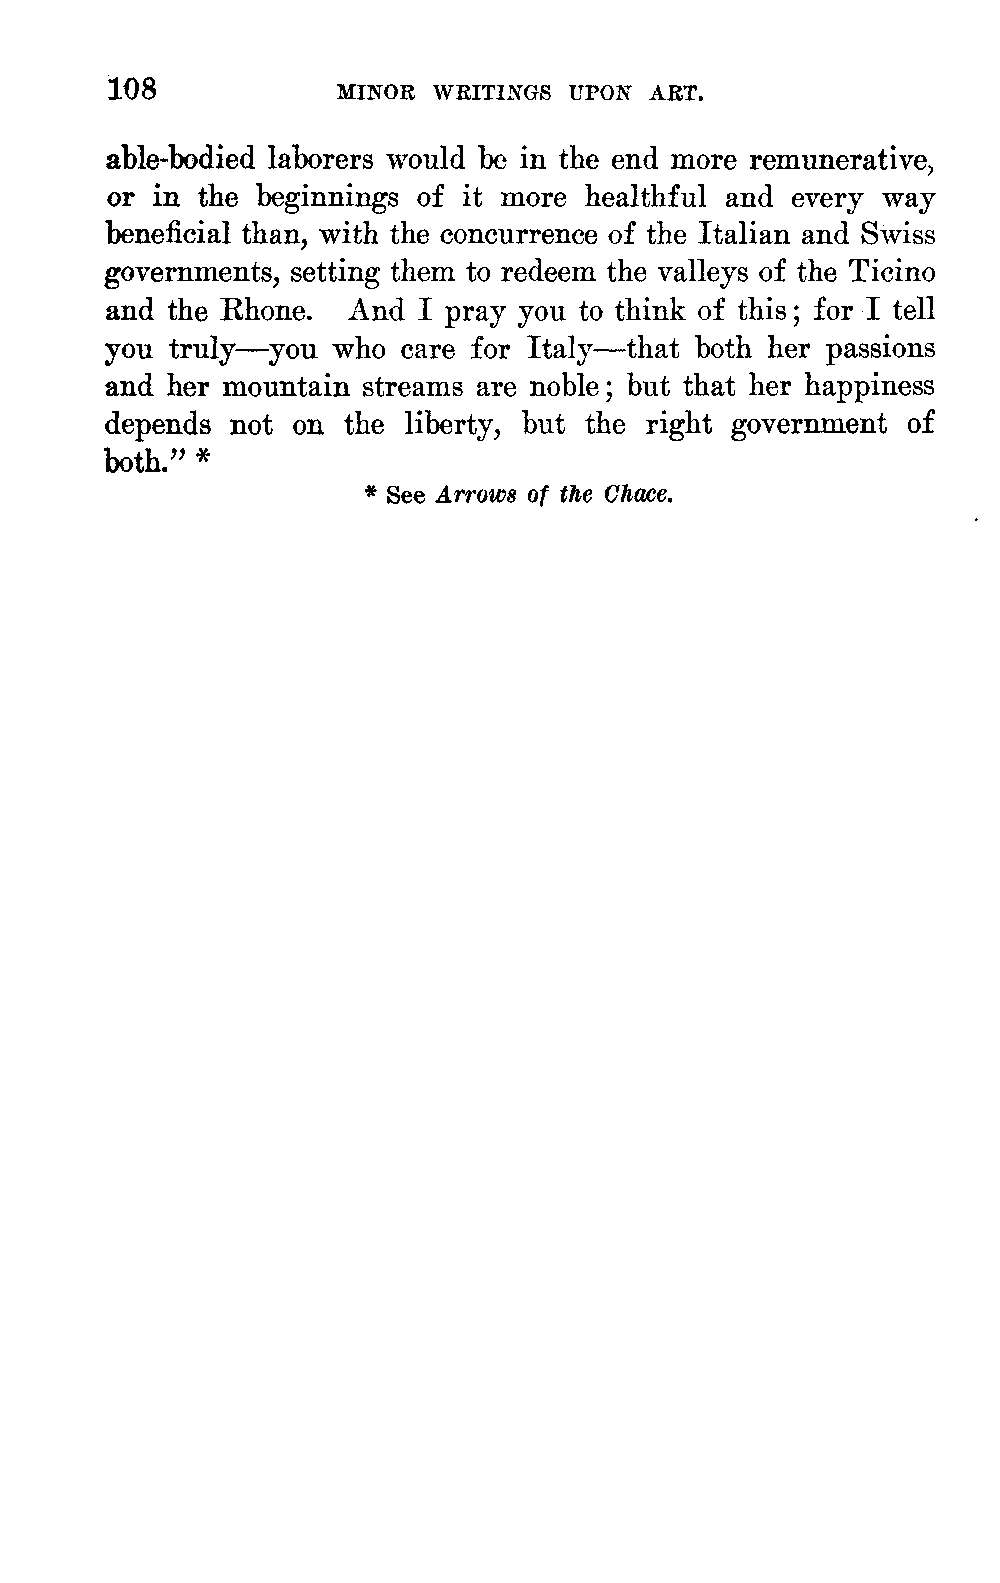 108 MINOR WRITINGS UPON ART.
able-bodied laborers would be in the end more remunerative,
or in the beginnings of it more healthful and every way
beneficial than, with the concurrence of the Italian and Swiss
governments, setting them to redeem the valleys of the Ticino
and the Rhone. And I pray you to think of this; for I tell
you truly—you who care for Italy—that both her passions
and her mountain streams are noble; but that her happiness
depends not on the liberty, but the right government of
both.” *
* See Arrows of the Chace.